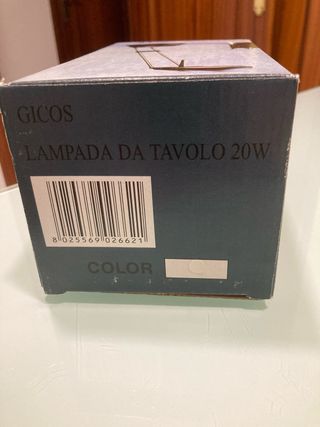 GICOS
LAMPADA DA TAVOLO 20W
8 025569 026621
COLOR